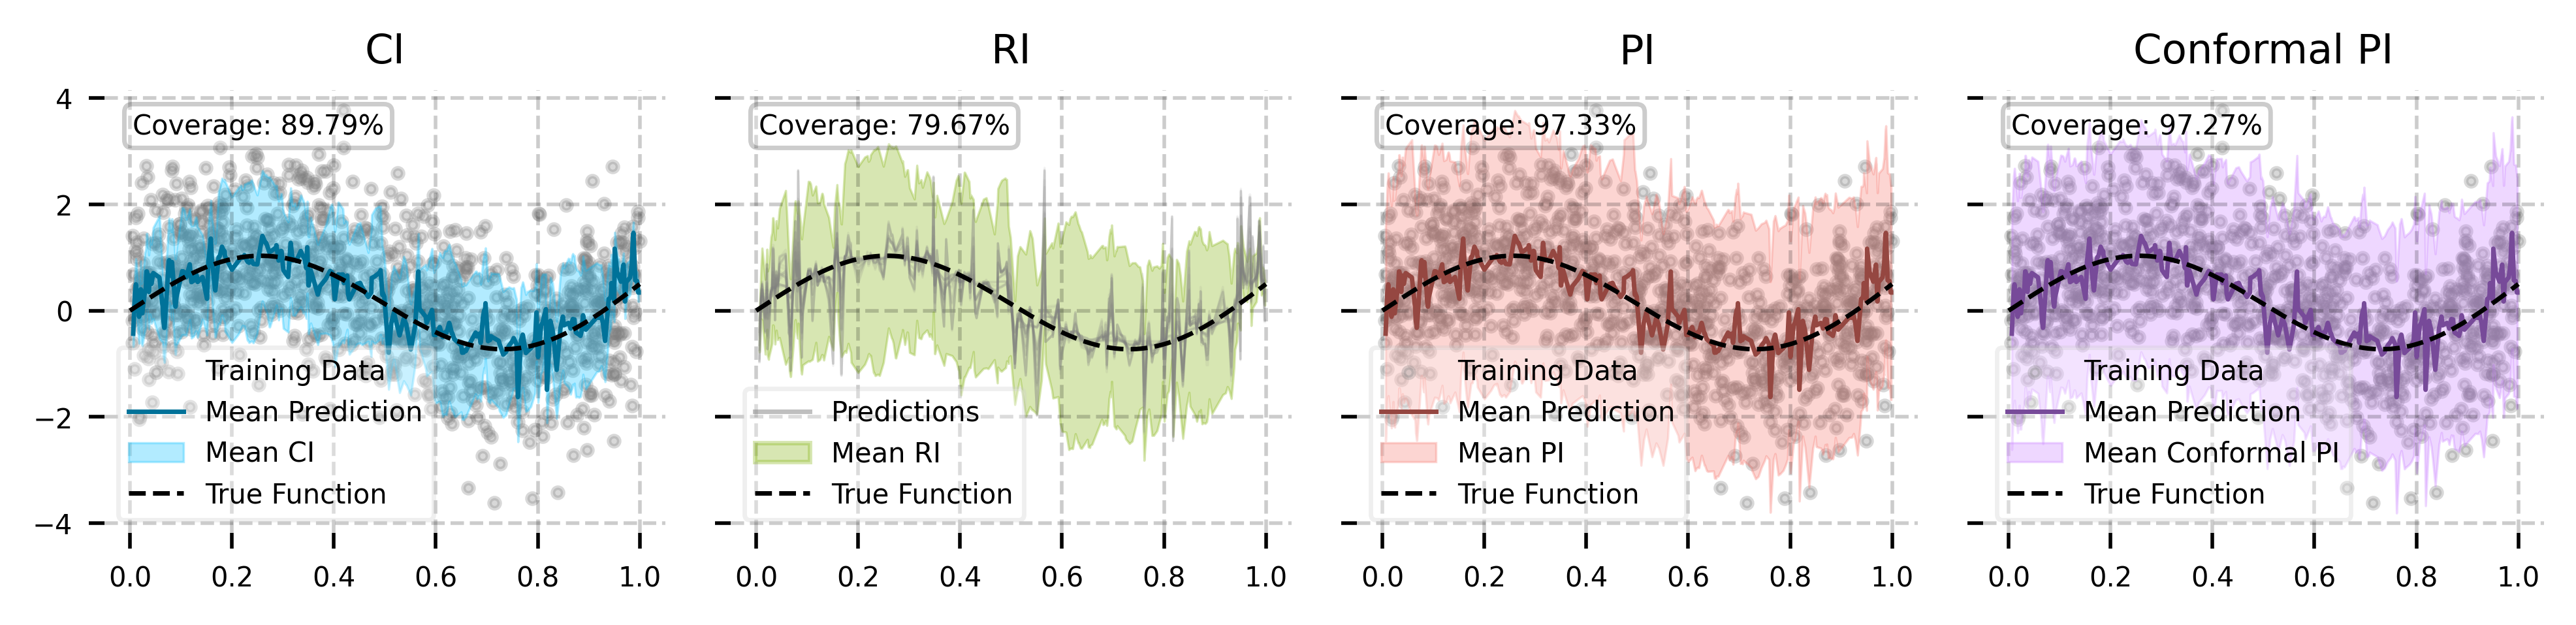 CI
RI
PI
Conformal PI
Coverage: 89.79%
Coverage: 79.67%
Coverage: 97.33%
Coverage: 97.27%
4
2
0
−2
−4
Training Data
Mean Prediction
Mean CI
True Function
Predictions
Mean RI
True Function
Training Data
Mean Prediction
Mean PI
True Function
Training Data
Mean Prediction
Mean Conformal PI
True Function
0.0 0.2 0.4 0.6 0.8 1.0
0.0 0.2 0.4 0.6 0.8 1.0
0.0 0.2 0.4 0.6 0.8 1.0
0.0 0.2 0.4 0.6 0.8 1.0